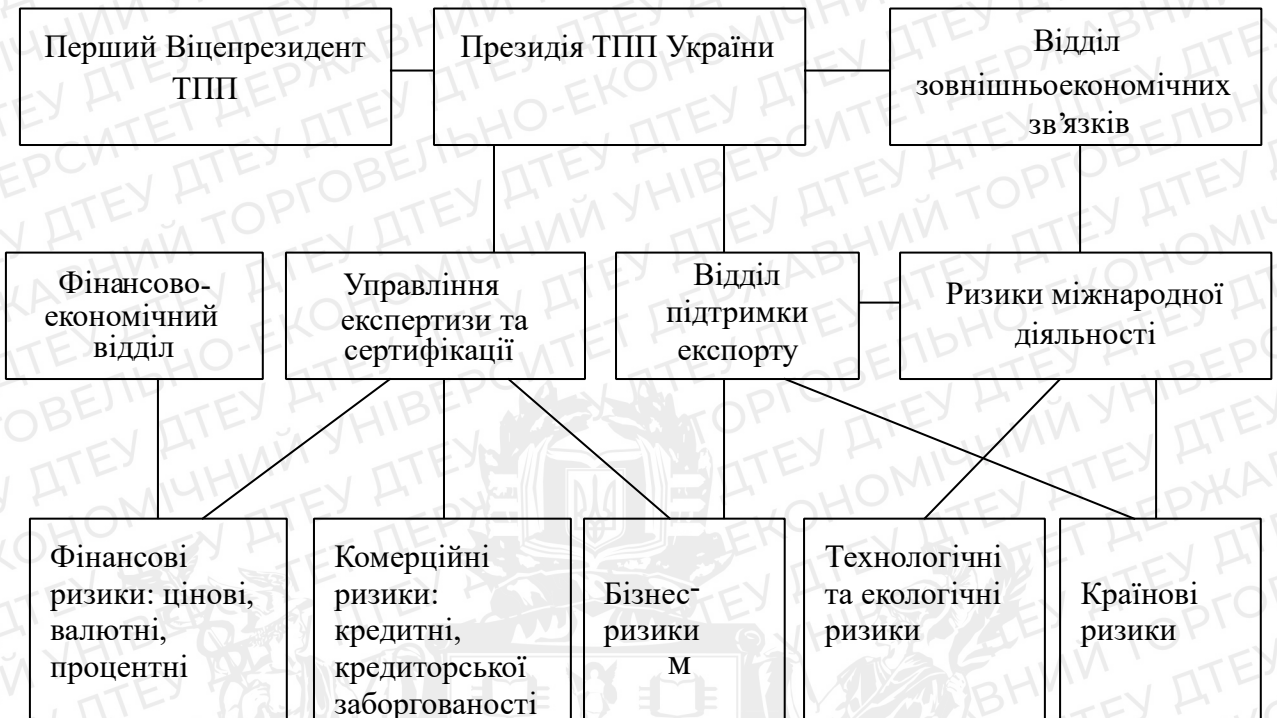 Перший Віцепрезидент
ТПП
Президія ТПП України
Відділ
зовнішньоекономічних
зв’язків
Фінансово-
економічний
відділ
Управління
експертизи та
сертифікації
Відділ
підтримки
експорту
Ризики міжнародної
діяльності
Фінансові
ризики: цінові,
валютні,
процентні
Комерційні
ризики:
кредитні,
кредиторської
заборгованості
Бізнес-
ризики
м
Технологічні
та екологічні
ризики
Країнові
ризики